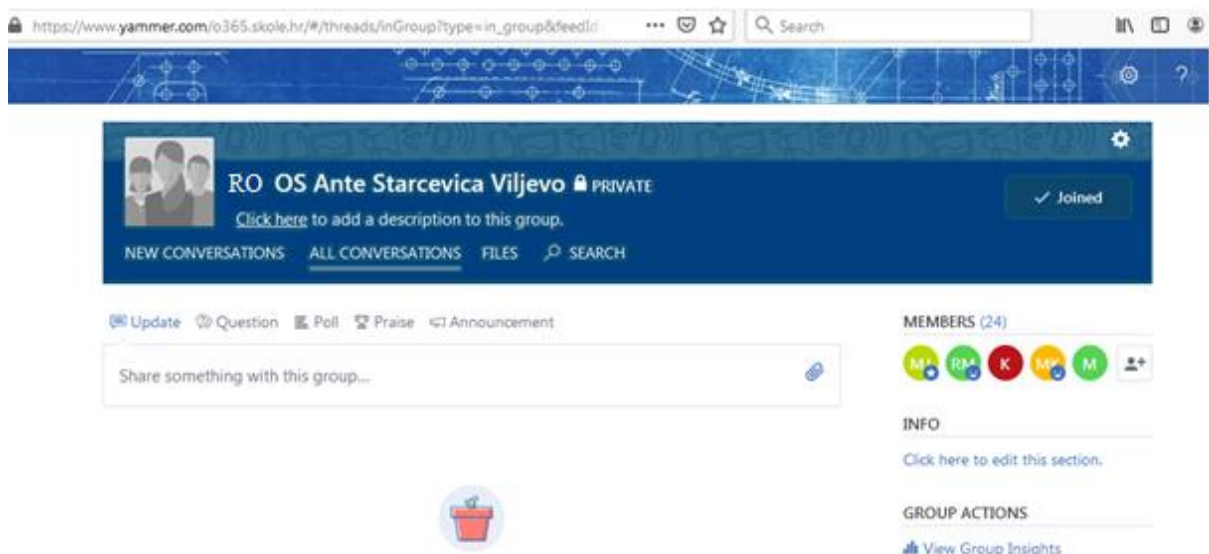 https://www.yammer.com/o365.skole.hr/#/threads/inGroup?type=in_group&feedId
Search
?
RO OS Ante Starcevica Viljevo PRIVATE
Joined
Click here to add a description to this group.
NEW CONVERSATIONS ALL CONVERSATIONS FILES SEARCH
Update Question Poll Praise Announcement
Share something with this group...
MEMBERS (24)
RM K MK M
INFO
Click here to edit this section.
GROUP ACTIONS
View Group Insights